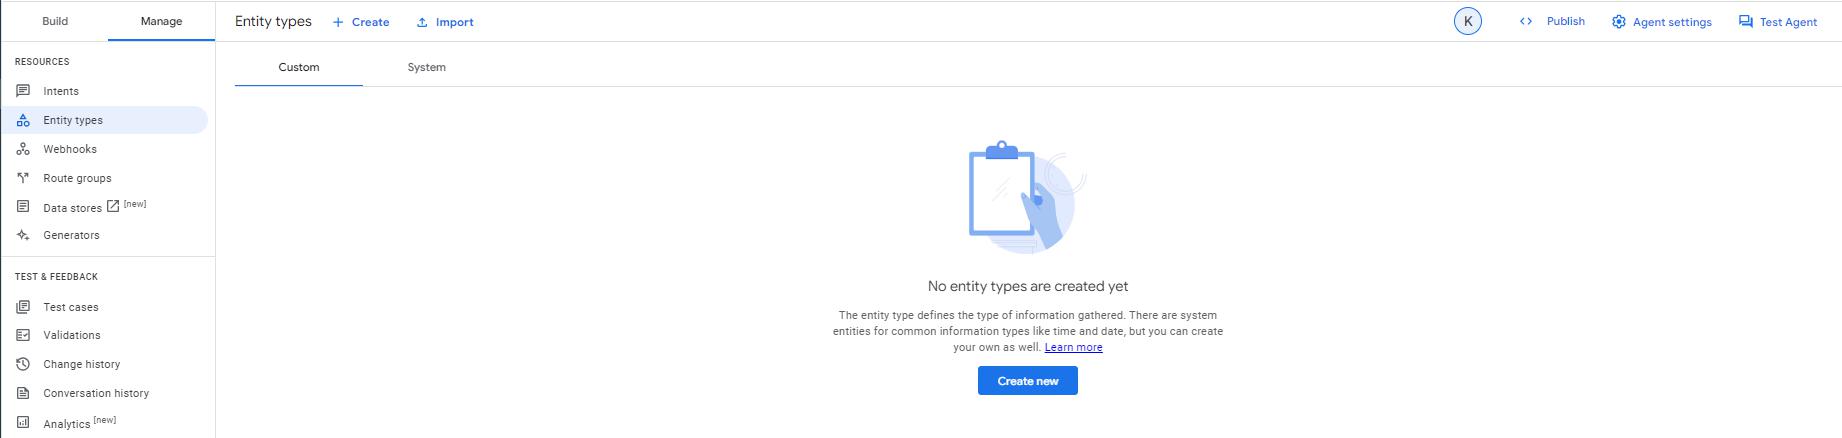 Build
Manage
Entity types
Create
Import
K
Publish
Agent settings
Test Agent
RESOURCES
Intents
Entity types
Webhooks
Route groups
Data stores [new]
Generators
TEST & FEEDBACK
Test cases
Validations
Change history
Conversation history
Analytics [new]
Custom
System
No entity types are created yet
The entity type defines the type of information gathered. There are system
entities for common information types like time and date, but you can create
your own as well. Learn more
Create new